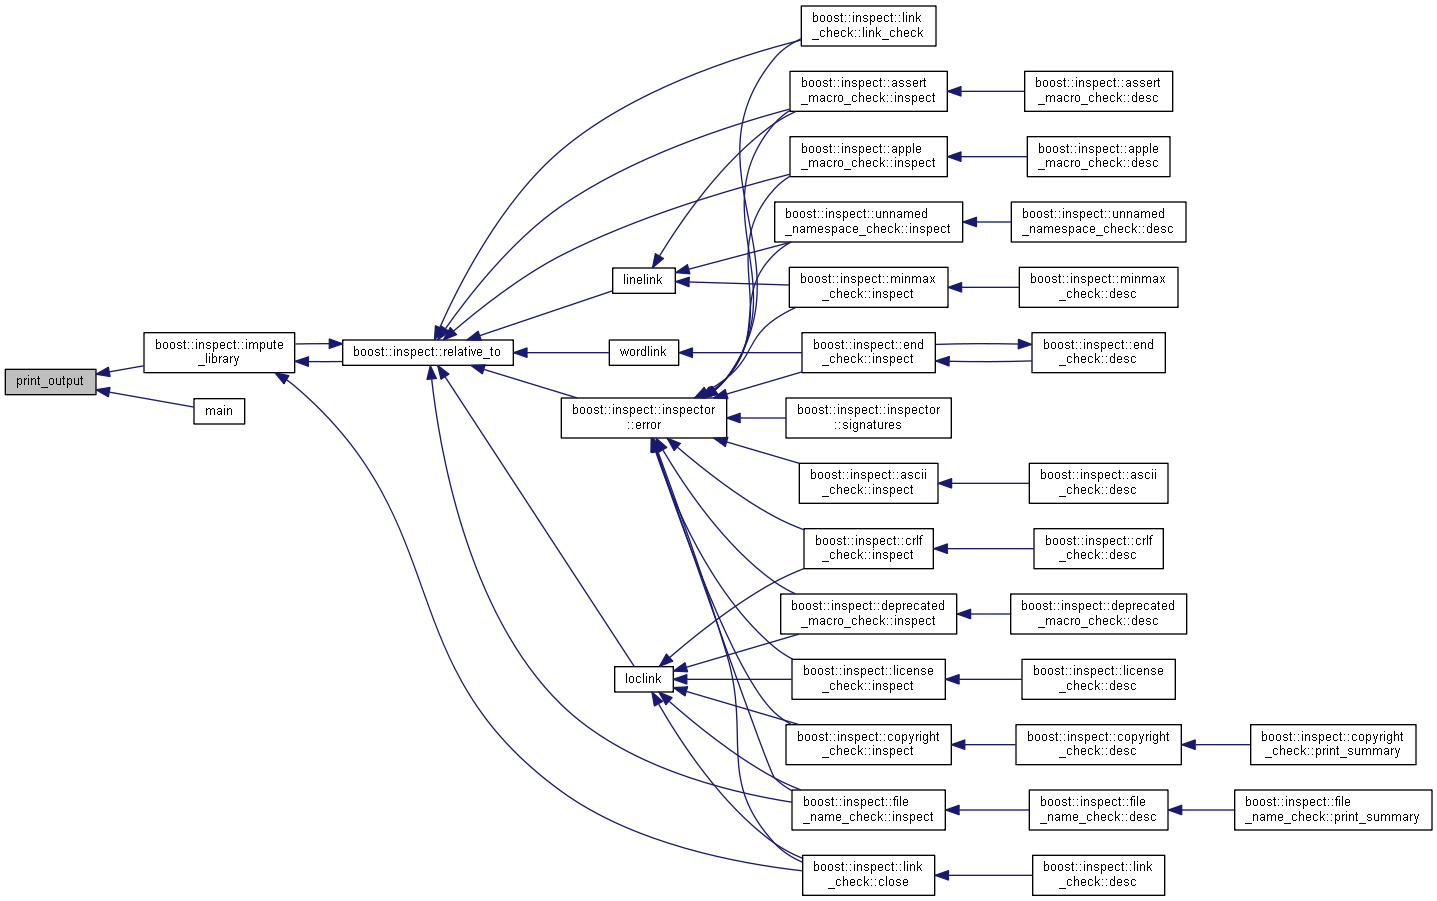 boost::inspect::link
_check::link_check
boost::inspect::assert
_macro_check::inspect
boost::inspect::assert
_macro_check::desc
boost::inspect::apple
_macro_check::inspect
boost::inspect::apple
_macro_check::desc
boost::inspect::unnamed
_namespace_check::inspect
boost::inspect::unnamed
_namespace_check::desc
linelink
boost::inspect::minmax
_check::inspect
boost::inspect::minmax
_check::desc
boost::inspect::impute
_library
boost::inspect::relative_to
wordlink
boost::inspect::end
_check::inspect
boost::inspect::end
_check::desc
print_output
main
boost::inspect::inspector
::error
boost::inspect::inspector
::signatures
boost::inspect::ascii
_check::inspect
boost::inspect::ascii
_check::desc
boost::inspect::crlf
_check::inspect
boost::inspect::crlf
_check::desc
boost::inspect::deprecated
_macro_check::inspect
boost::inspect::deprecated
_macro_check::desc
loclink
boost::inspect::license
_check::inspect
boost::inspect::license
_check::desc
boost::inspect::copyright
_check::inspect
boost::inspect::copyright
_check::desc
boost::inspect::copyright
_check::print_summary
boost::inspect::file
_name_check::inspect
boost::inspect::file
_name_check::desc
boost::inspect::file
_name_check::print_summary
boost::inspect::link
_check::close
boost::inspect::link
_check::desc